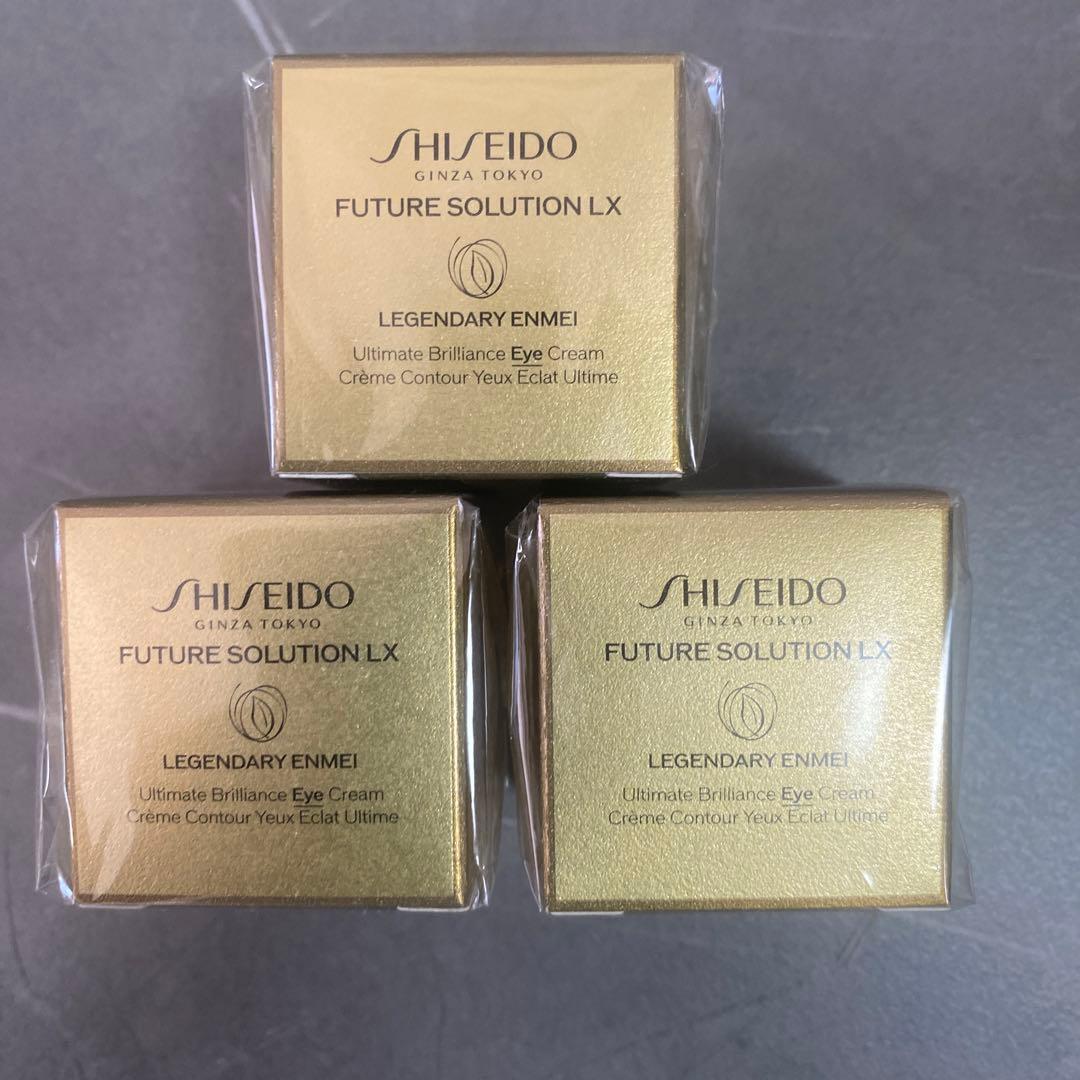 SHISEIDO
GINZA TOKYO
FUTURE SOLUTION LX
LEGENDARY ENMEI
Ultimate Brilliance Eye Cream
Crème Contour Yeux Eclat Ultime
SHISEIDO
GINZA TOKYO
FUTURE SOLUTION LX
LEGENDARY ENMEI
Ultimate Brilliance Eye Cream
Crème Contour Yeux Eclat Ultime
SHISEIDO
GINZA TOKYO
FUTURE SOLUTION LX
LEGENDARY ENMEI
Ultimate Brilliance Eye Cream
Crème Contour Yeux Eclat Ultime